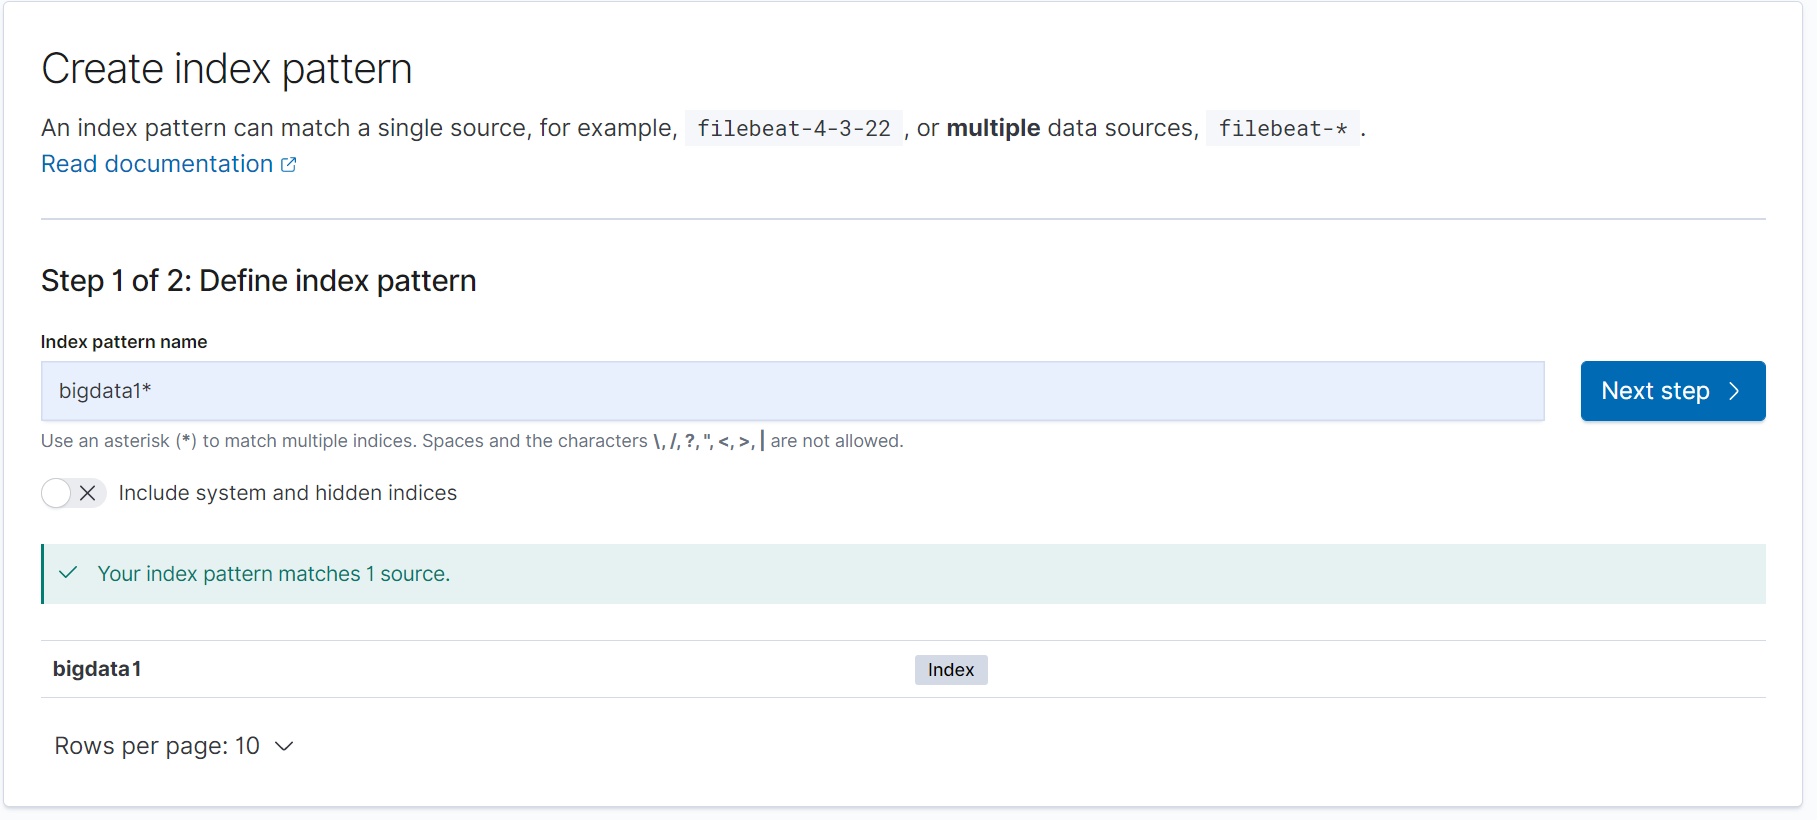 Create index pattern
An index pattern can match a single source, for example, filebeat-4-3-22 , or multiple data sources, filebeat-* .
Read documentation
Step 1 of 2: Define index pattern
Index pattern name
bigdata1*
Next step
Use an asterisk (*) to match multiple indices. Spaces and the characters \, /, ?, ", <, >, | are not allowed.
Include system and hidden indices
Your index pattern matches 1 source.
bigdata1 Index
Rows per page: 10